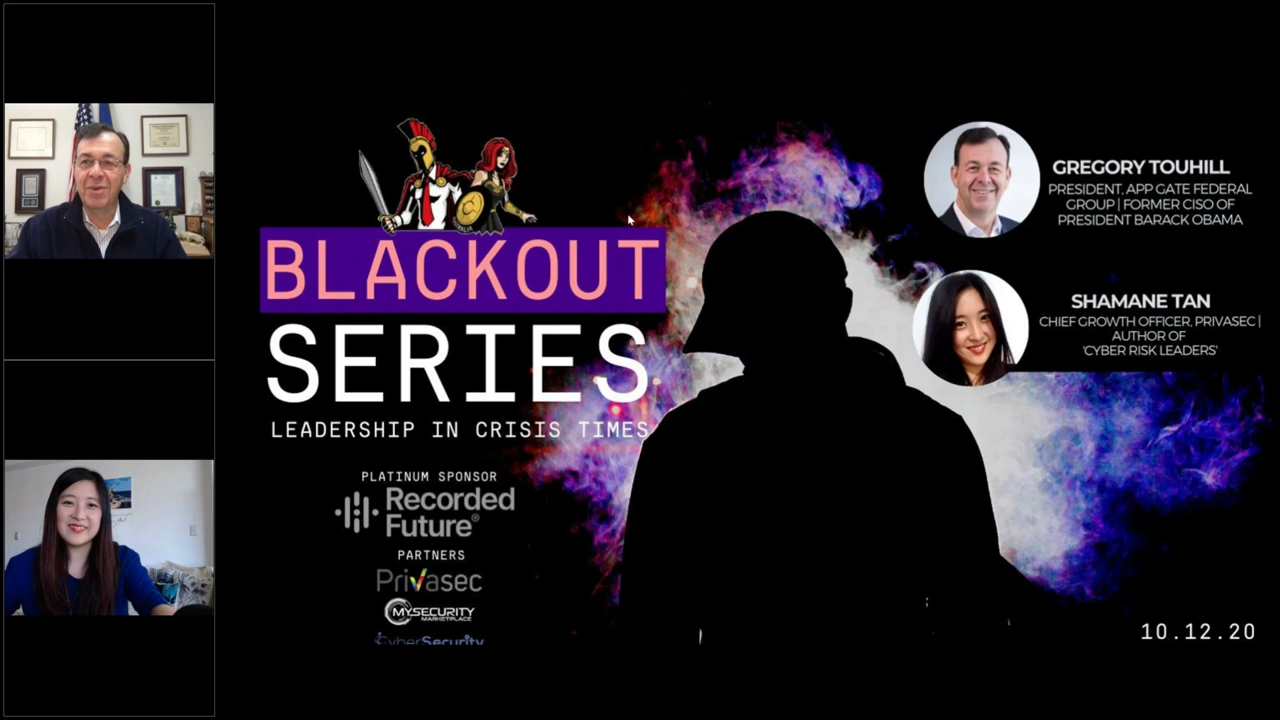 BLACKOUT
SERIES
LEADERSHIP IN CRISIS TIMES
PLATINUM SPONSOR
Recorded
Future®
PARTNERS
Privasec
MYSECURITY
MARKETPLACE
CyberSecurity
GREGORY TOUHILL
PRESIDENT, APP GATE FEDERAL
GROUP | FORMER CISO OF
PRESIDENT BARACK OBAMA
SHAMANE TAN
CHIEF GROWTH OFFICER, PRIVASEC |
AUTHOR OF
'CYBER RISK LEADERS'
10.12.20